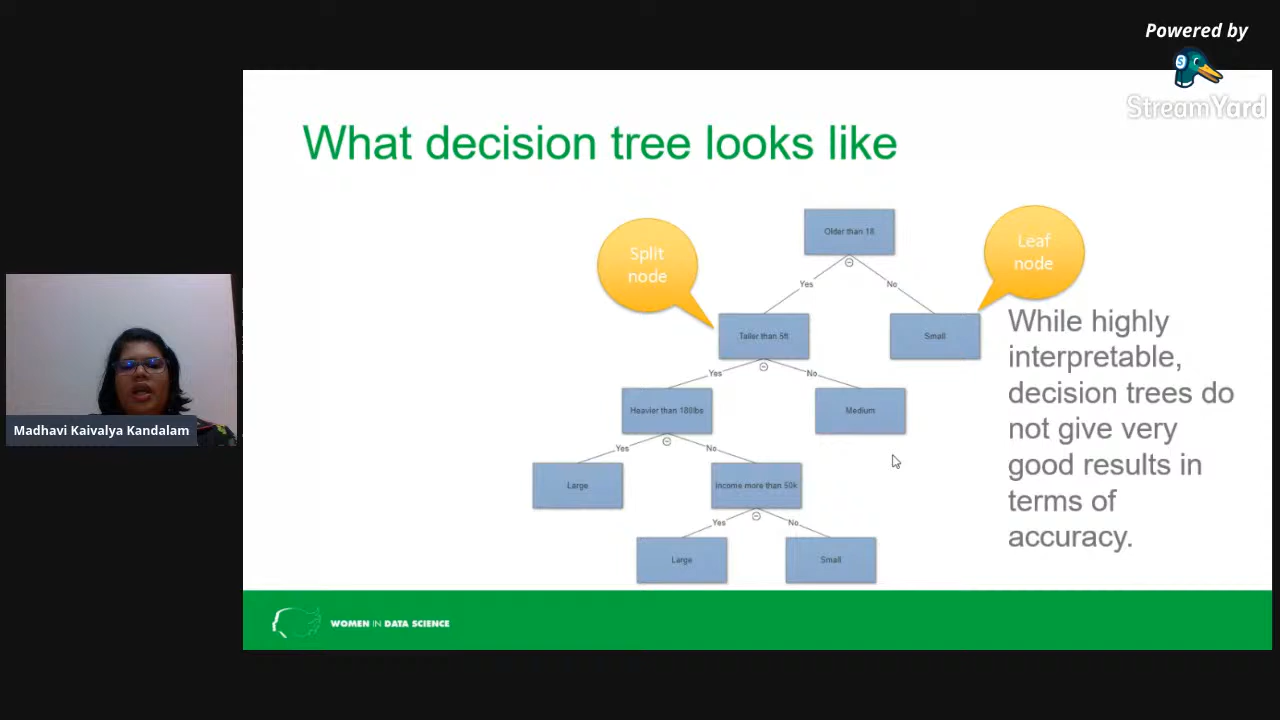 Powered by
StreamYard
What decision tree looks like
Older than 18
Split
node
Leaf
node
Yes
No
Taller than 5ft
Small
While highly
interpretable,
decision trees do
not give very
good results in
terms of
accuracy.
Yes
No
Heavier than 180lbs
Medium
Yes
No
Large
Income more than 50k
Yes
No
Large
Small
Madhavi Kaivalya Kandalam
WOMEN IN DATA SCIENCE